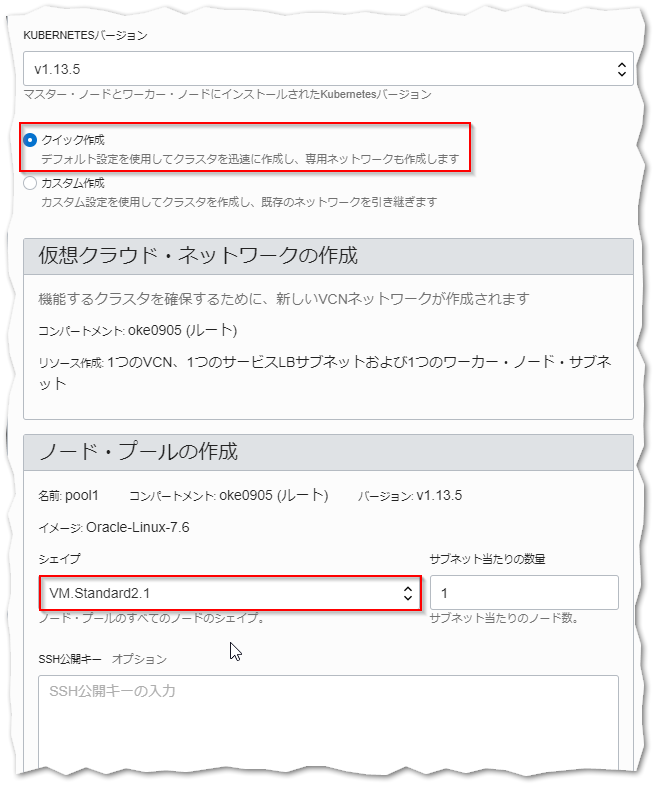 KUBERNETESバージョン
v1.13.5
マスター・ノードとワーカー・ノードにインストールされたKubernetesバージョン
クイック作成
デフォルト設定を使用してクラスタを迅速に作成し、専用ネットワークも作成します
カスタム作成
カスタム設定を使用してクラスタを作成し、既存のネットワークを引き継ぎます
仮想クラウド・ネットワークの作成
機能するクラスタを確保するために、新しいVCNネットワークが作成されます
コンパートメント: oke0905 (ルート)
リソース作成: 1つのVCN、1つのサービスLBサブネットおよび1つのワーカー・ノード・サブネ
ット
ノード・プールの作成
名前: pool1 コンパートメント: oke0905 (ルート) バージョン: v1.13.5
イメージ: Oracle-Linux-7.6
シェイプ サブネット当たりの数量
VM.Standard2.1 1
ノード・プールのすべてのノードのシェイプ。 サブネット当たりのノード数。
SSH公開キー オプション
SSH公開キーの入力